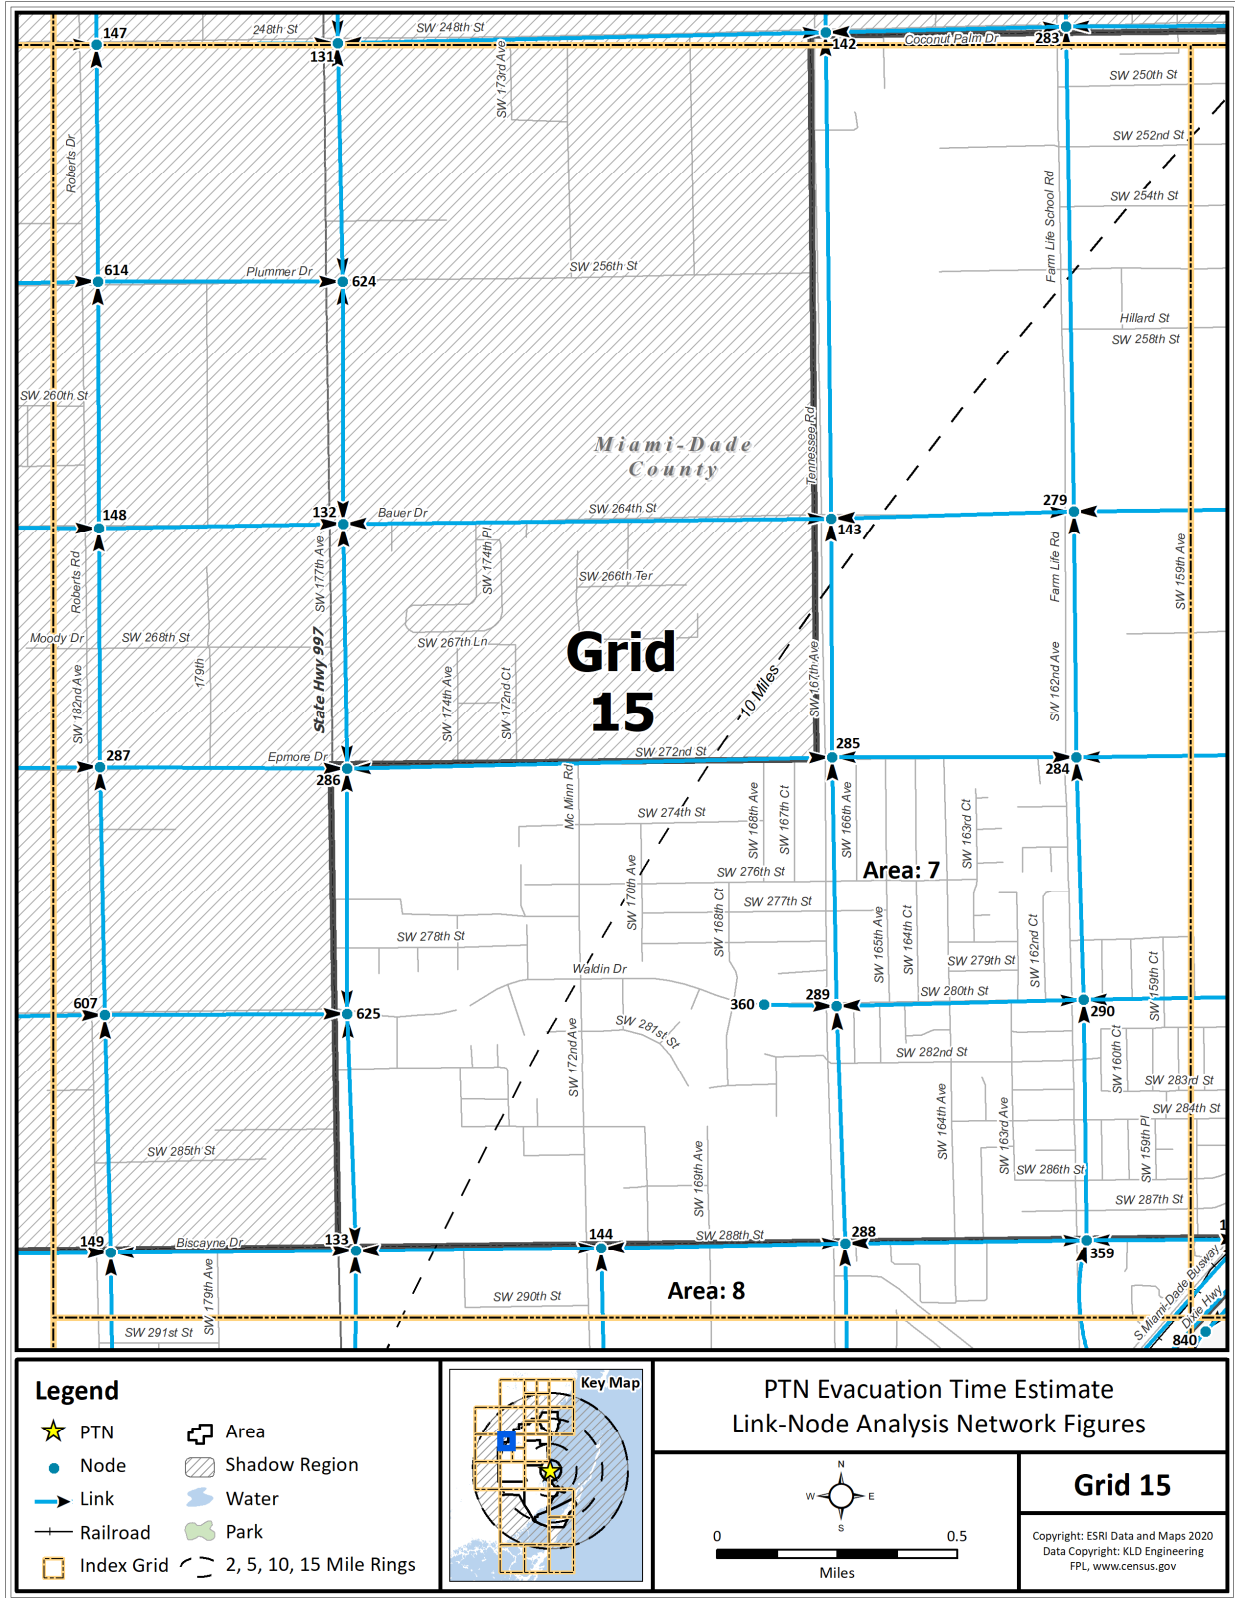 147
248th St
SW 248th St
131
142
Coconut Palm Dr
283
SW 173rd Ave
SW 250th St
SW 252nd St
Roberts Dr
SW 254th St
Farm Life School Rd
614
Plummer Dr
624
SW 256th St
Hillard St
SW 258th St
SW 260th St
Miami-Dade
County
Tennessee Rd
148
132
Bauer Dr
SW 264th St
143
279
Roberts Rd
SW 177th Ave
SW 174th Pl
SW 266th Ter
Farm Life Rd
SW 159th Ave
Moody Dr
SW 268th St
SW 267th Ln
Grid
15
179th
State Hwy 997
SW 182nd Ave
SW 174th Ave
SW 172nd Ct
10 Miles
SW 167th Ave
SW 162nd Ave
287
Epmore Dr
286
SW 272nd St
285
284
Mc Minn Rd
SW 274th St
SW 168th Ave
SW 167th Ct
SW 166th Ave
SW 163rd Ct
SW 276th St
Area: 7
SW 170th Ave
SW 168th Ct
SW 277th St
SW 278th St
SW 165th Ave
SW 164th Ct
SW 162nd Ct
Waldin Dr
SW 279th St
SW 159th Ct
607
625
360
289
SW 280th St
290
SW 281st St
SW 172nd Ave
SW 282nd St
SW 160th Ct
SW 283rd St
SW 284th St
SW 164th Ave
SW 163rd Ave
SW 159th Pl
SW 285th St
SW 169th Ave
SW 286th St
SW 287th St
149
Biscayne Dr
133
144
SW 288th St
288
359
1
SW 179th Ave
Area: 8
SW 290th St
SW 291st St
S Miami-Dade Busway
Dixie Hwy
840
Legend
PTN
Area
Node
Shadow Region
Link
Water
Railroad
Park
Index Grid
2, 5, 10, 15 Mile Rings
Key Map
PTN Evacuation Time Estimate
Link-Node Analysis Network Figures
N
W
E
S
0
0.5
Miles
Grid 15
Copyright: ESRI Data and Maps 2020
Data Copyright: KLD Engineering
FPL, www.census.gov